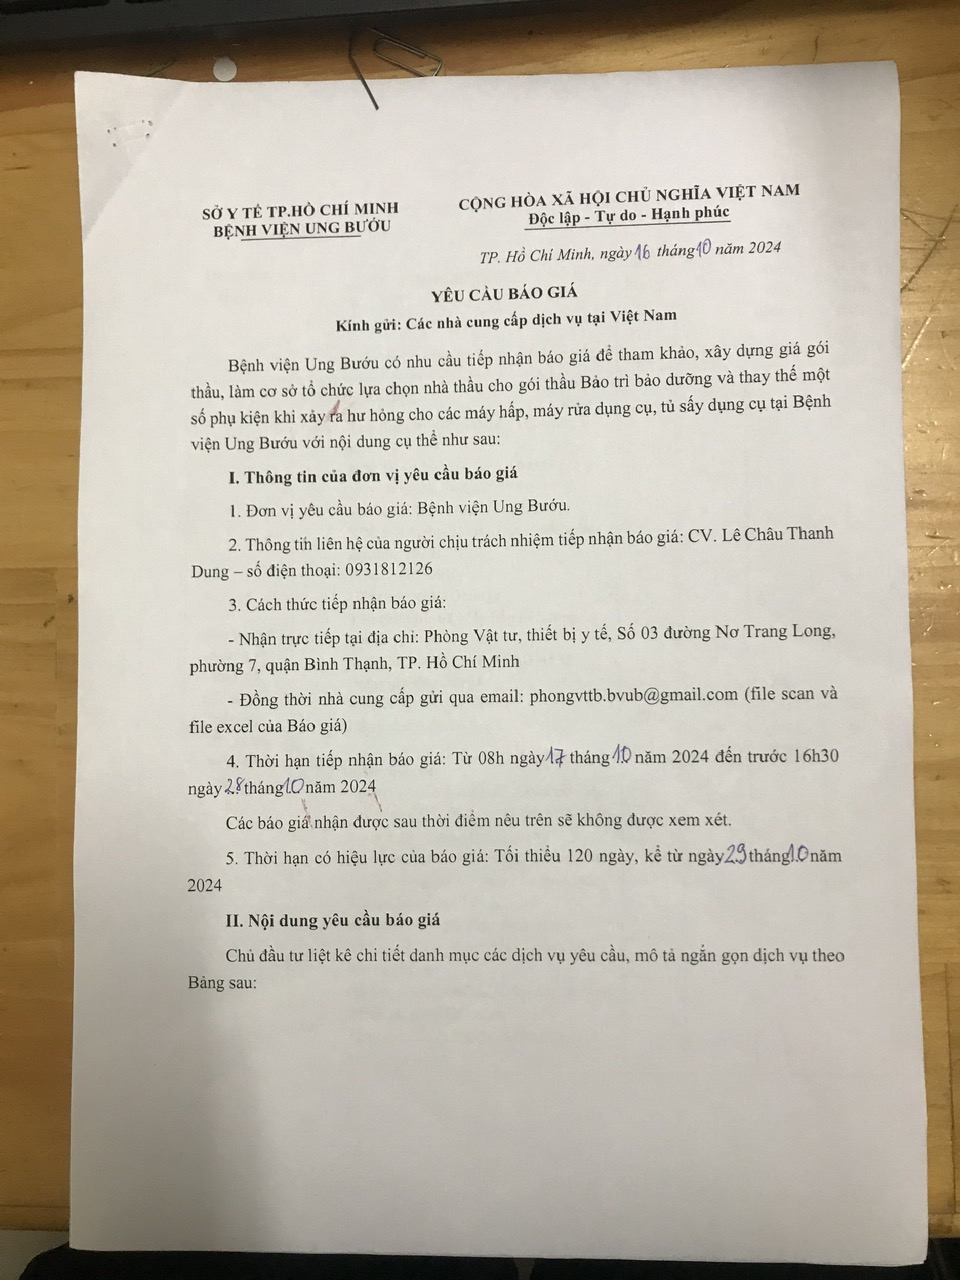 SỞ Y TẾ TP.HỒ CHÍ MINH
BỆNH VIỆN UNG BƯỚU
CỘNG HÒA XÃ HỘI CHỦ NGHĨA VIỆT NAM
Độc lập - Tự do - Hạnh phúc
TP. Hồ Chí Minh, ngày 16 tháng 10 năm 2024
YÊU CẦU BÁO GIÁ
Kính gửi: Các nhà cung cấp dịch vụ tại Việt Nam
Bệnh viện Ung Bướu có nhu cầu tiếp nhận báo giá để tham khảo, xây dựng giá gói
thầu, làm cơ sở tổ chức lựa chọn nhà thầu cho gói thầu Bảo trì bảo dưỡng và thay thế một
số phụ kiện khi xảy ra hư hỏng cho các máy hấp, máy rửa dụng cụ, tủ sấy dụng cụ tại Bệnh
viện Ung Bướu với nội dung cụ thể như sau:
I. Thông tin của đơn vị yêu cầu báo giá
1. Đơn vị yêu cầu báo giá: Bệnh viện Ung Bướu.
2. Thông tin liên hệ của người chịu trách nhiệm tiếp nhận báo giá: CV. Lê Châu Thanh
Dung – số điện thoại: 0931812126
3. Cách thức tiếp nhận báo giá:
- Nhận trực tiếp tại địa chỉ: Phòng Vật tư, thiết bị y tế, Số 03 đường Nơ Trang Long,
phường 7, quận Bình Thạnh, TP. Hồ Chí Minh
- Đồng thời nhà cung cấp gửi qua email: phongvttb.bvub@gmail.com (file scan và
file excel của Báo giá)
4. Thời hạn tiếp nhận báo giá: Từ 08h ngày 17 tháng 10 năm 2024 đến trước 16h30
ngày 28 tháng 10 năm 2024
Các báo giá nhận được sau thời điểm nêu trên sẽ không được xem xét.
5. Thời hạn có hiệu lực của báo giá: Tối thiểu 120 ngày, kể từ ngày 29 tháng 10 năm
2024
II. Nội dung yêu cầu báo giá
Chủ đầu tư liệt kê chi tiết danh mục các dịch vụ yêu cầu, mô tả ngắn gọn dịch vụ theo
Bảng sau: